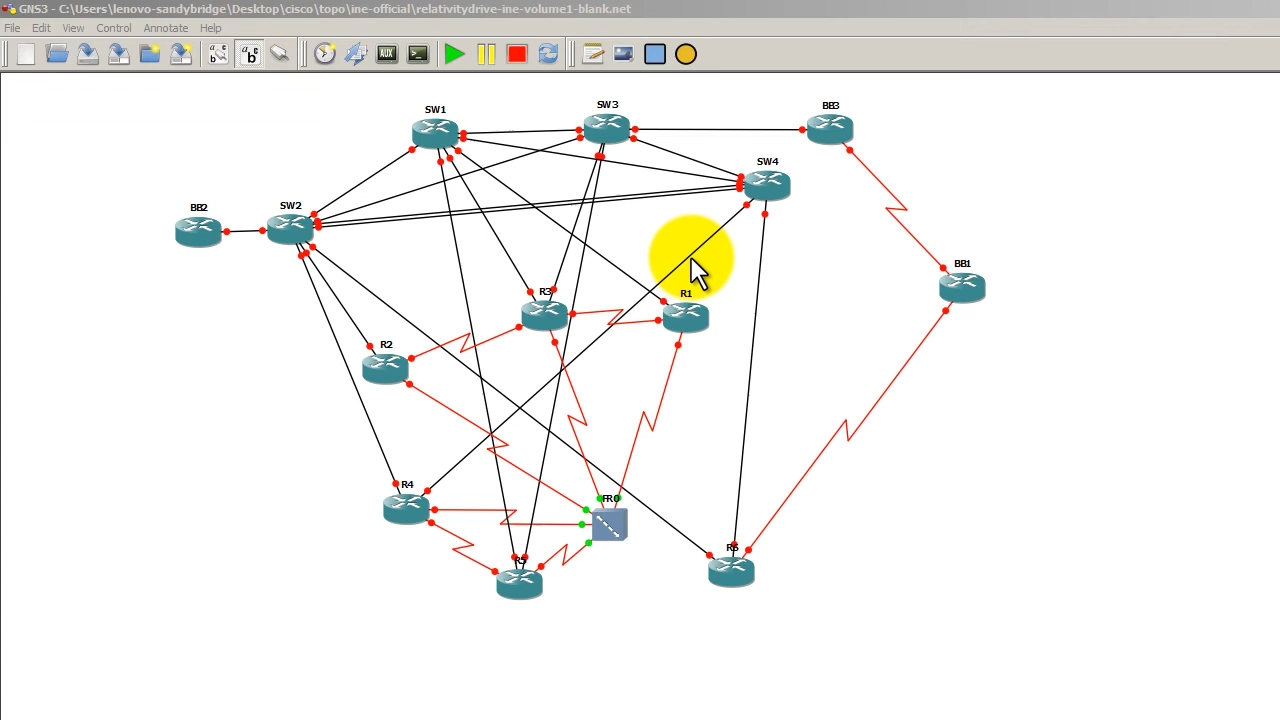 GNS3 - C:\Users\lenovo-sandybridge\Desktop\cisco\topo\ine-official\relativitydrive-ine-volume1-blank.net
File Edit View Control Annotate Help
a b c a b c AUX >_
SW1
SW3
BB3
SW4
BB2
SW2
BB1
R3
R1
R2
R4
FR0
R6
R5